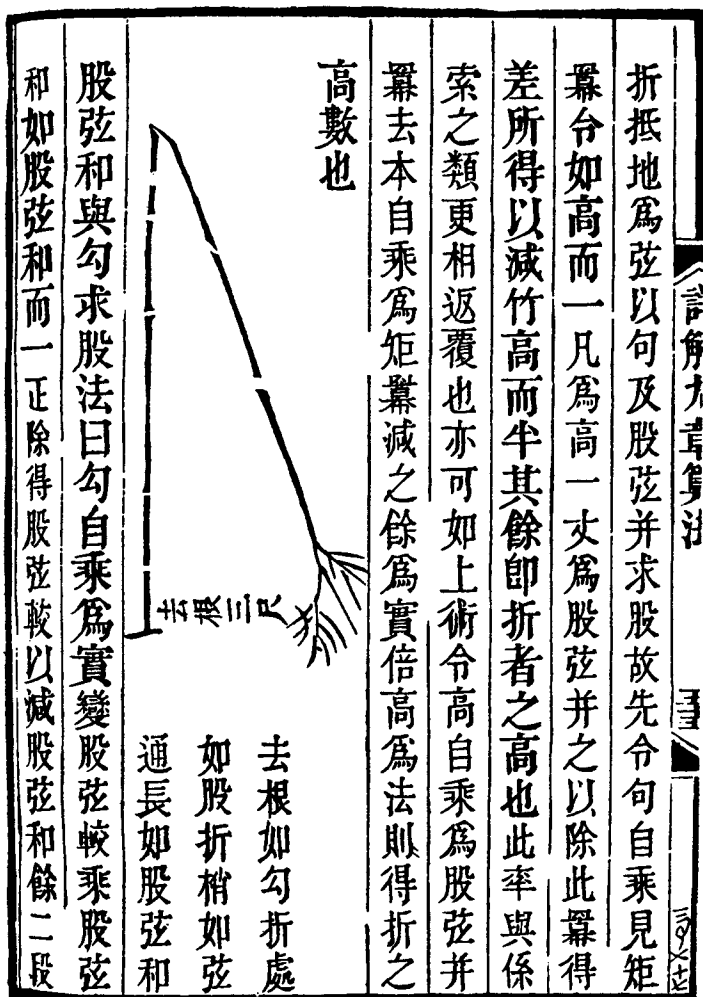 詳解九章算法
折抵地爲弦以句及股弦并求股故先令句自乘見矩
羃台如高而一凡爲高一丈爲股弦并之以除此羃得
差所得以減竹高而半其餘卽折者之高也此率與係
索之類更相返覆也亦可如上術令高自乘爲股弦并
羃去本自乘爲矩羃減之餘爲實倍高爲法則得折之
高數也
去根三尺
去根如勾折處
如股折梢如弦
通長如股弦和
股弦和與勾求股法曰勾自乘爲實變股弦較乘股弦
和如股弦和而一正除得股弦較以減股弦和餘二段